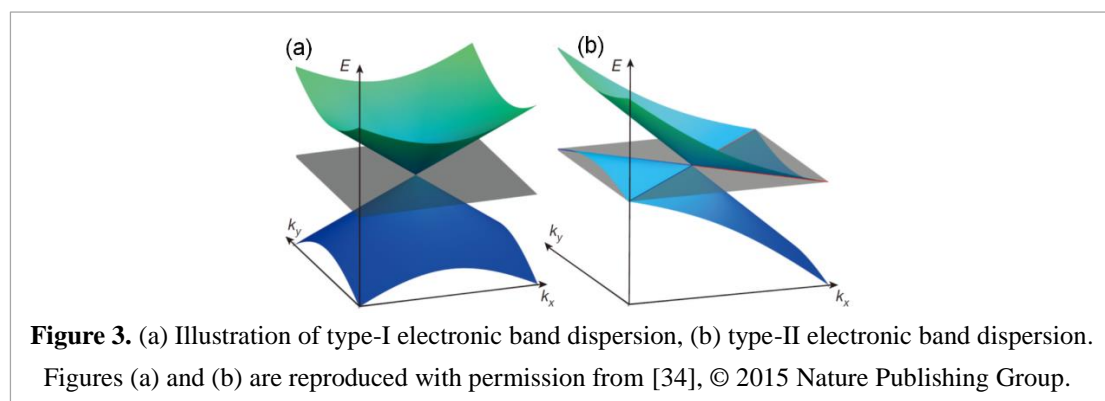 (a)
E
k_y
k_x
(b)
E
k_y
k_x
Figure 3. (a) Illustration of type-I electronic band dispersion, (b) type-II electronic band dispersion.
Figures (a) and (b) are reproduced with permission from [34], © 2015 Nature Publishing Group.